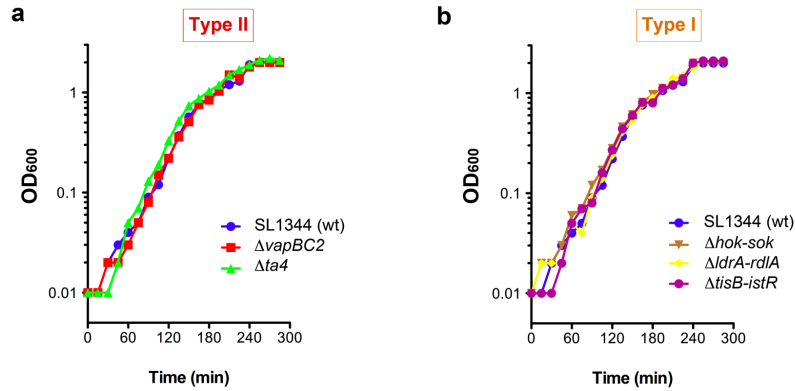 a
Type II
OD600
1
0.1
0.01
0 60 120 180 240 300
Time (min)
SL1344 (wt)
ΔvapBC2
Δta4
b
Type I
OD600
1
0.1
0.01
0 60 120 180 240 300
Time (min)
SL1344 (wt)
Δhok-sok
ΔldrA-rdlA
ΔtisB-istR